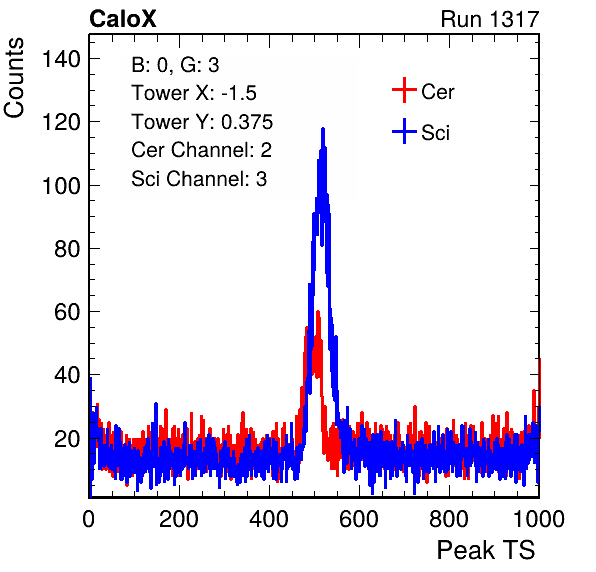 CaloX Run 1317
Counts
B: 0, G: 3
Tower X: -1.5
Tower Y: 0.375
Cer Channel: 2
Sci Channel: 3
Cer
Sci
140
120
100
80
60
40
20
0 200 400 600 800 1000
Peak TS